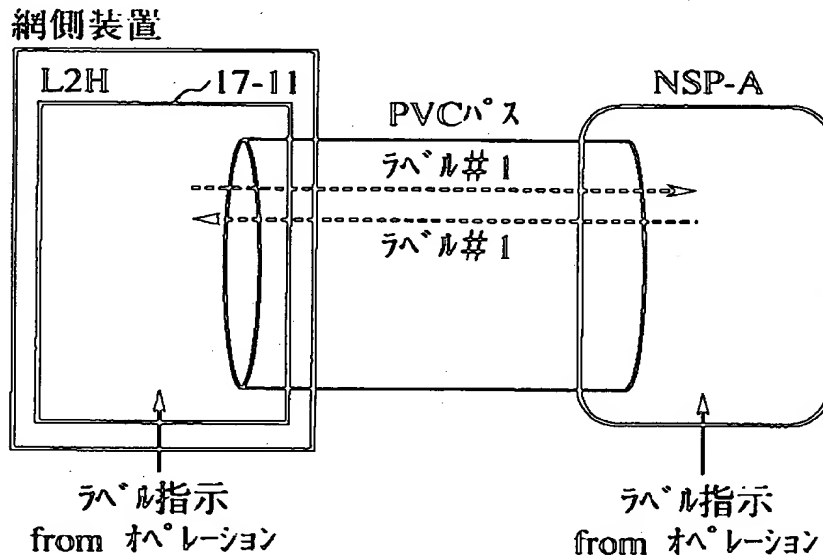 網側装置
L2H
17-11
NSP-A
PVCパス
ラベル#1
ラベル#1
ラベル指示
from オペレーション
ラベル指示
from オペレーション